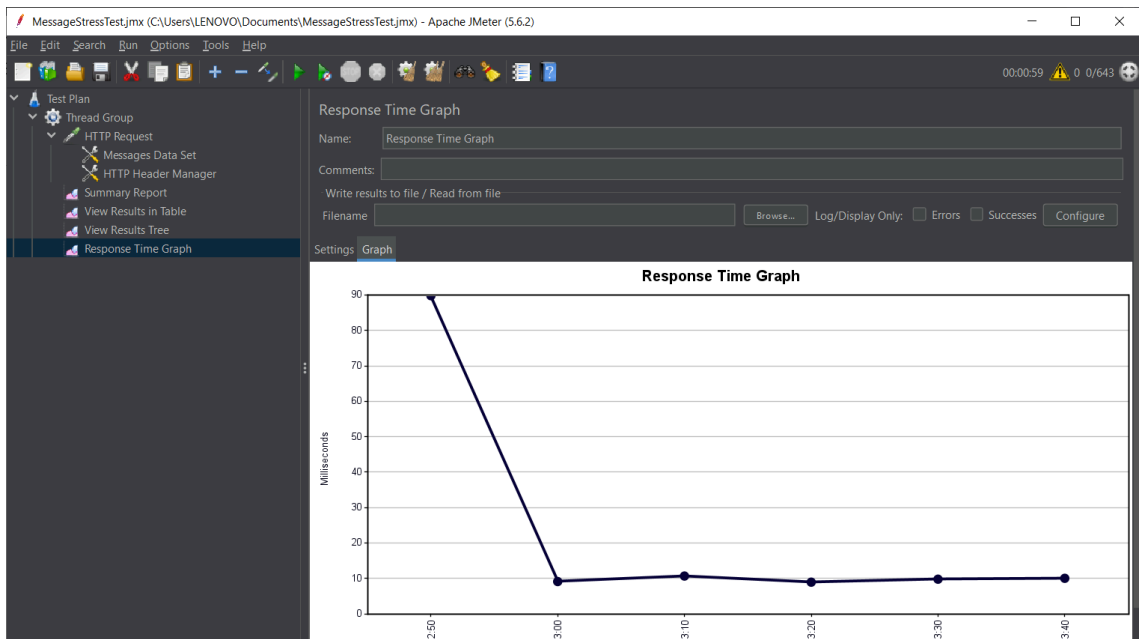 MessageStressTest.jmx (C:\Users\LENOVO\Documents\MessageStressTest.jmx) - Apache JMeter (5.6.2)
File Edit Search Run Options Tools Help
00:00:59 0 0/643
Test Plan
Thread Group
HTTP Request
Messages Data Set
HTTP Header Manager
Summary Report
View Results in Table
View Results Tree
Response Time Graph
Response Time Graph
Name: Response Time Graph
Comments:
Write results to file / Read from file
Filename Browse... Log/Display Only: Errors Successes Configure
Settings Graph
Response Time Graph
Milliseconds
90
80
70
60
50
40
30
20
10
0
2:50 3:00 3:10 3:20 3:30 3:40